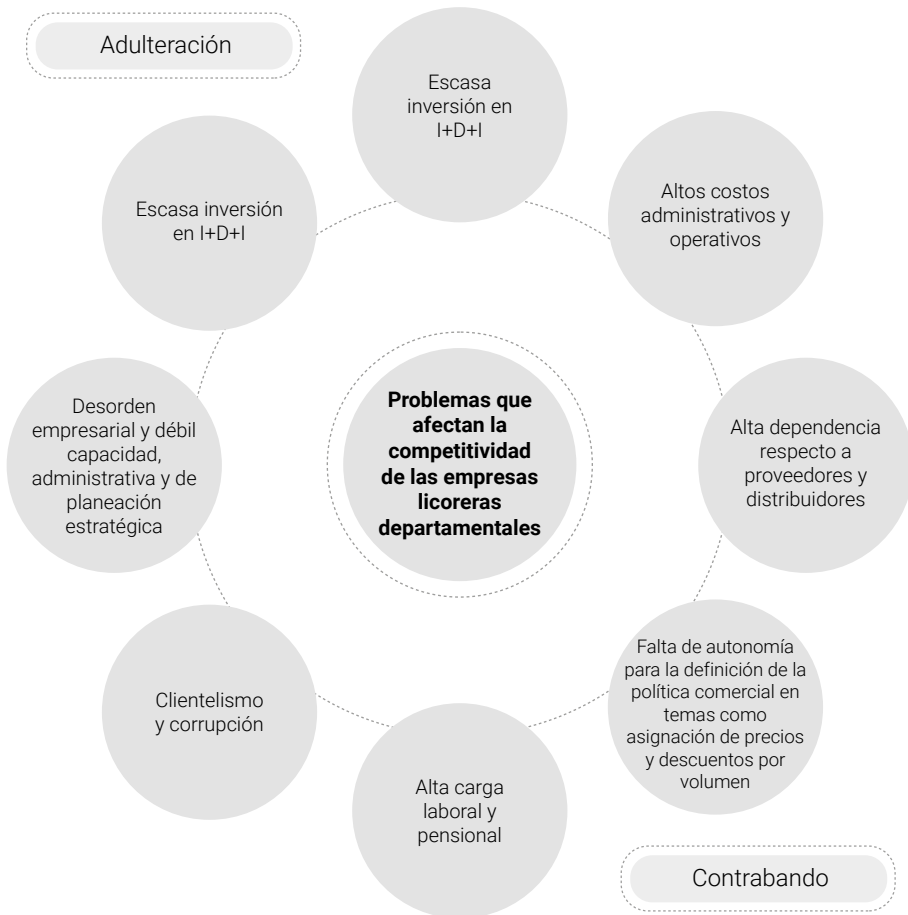 Adulteración
Escasa
inversión en
I+D+I
Altos costos
administrativos y
operativos
Alta dependencia
respecto a
proveedores y
distribuidores
Falta de autonomía
para la definición de la
política comercial en
temas como
asignación de precios
y descuentos por
volumen
Alta carga
laboral y
pensional
Clientelismo
y corrupción
Desorden
empresarial y débil
capacidad,
administrativa y de
planeación
estratégica
Escasa inversión
en I+D+I
Problemas que
afectan la
competitividad
de las empresas
licoreras
departamentales
Contrabando